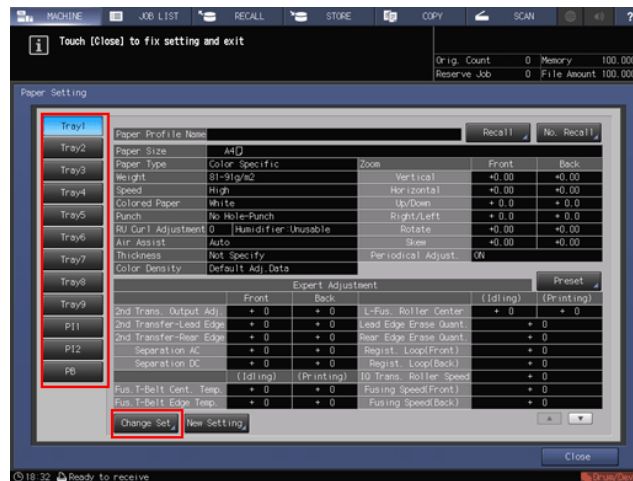 MACHINE JOB LIST RECALL STORE COPY SCAN ?
Touch [Close] to fix setting and exit
Orig. Count 0 Memory 100.00
Reserve Job 0 File Amount 100.00
Paper Setting
Tray1
Tray2
Tray3
Tray4
Tray5
Tray6
Tray7
Tray8
Tray9
PI1
PI2
PB
Paper Profile Name Recall No. Recall
Paper Size A4
Paper Type Color Specific Zoom Front Back
Weight 81-91g/m2 Vertical +0.00 +0.00
Speed High Horizontal +0.00 +0.00
Colored Paper White Up/Down + 0.0 + 0.0
Punch No Hole-Punch Right/Left + 0.0 + 0.0
RU Curl Adjustment 0 Humidifier:Unusable Rotate +0.00 +0.00
Air Assist Auto Skew +0.00 +0.00
Thickness Not Specify Periodical Adjust. ON
Color Density Default Adj.Data
Expert Adjustment Preset
Front Back (Idling) (Printing)
2nd Trans. Output Adj. + 0 + 0 L-Fus. Roller Center + 0 + 0
2nd Transfer-Lead Edge + 0 + 0 Lead Edge Erase Quant. + 0
2nd Transfer-Rear Edge + 0 + 0 Rear Edge Erase Quant. + 0
Separation AC + 0 + 0 Regist. Loop(Front) + 0
Separation DC + 0 + 0 Regist. Loop(Back) + 0
(Idling) (Printing) IQ Trans. Roller Speed + 0
Fus.T-Belt Cent. Temp. + 0 + 0 Fusing Speed(Front) + 0
Fus.T-Belt Edge Temp. + 0 + 0 Fusing Speed(Back) + 0
Change Set New Setting
Close
18:32 Ready to receive Drum/Dev